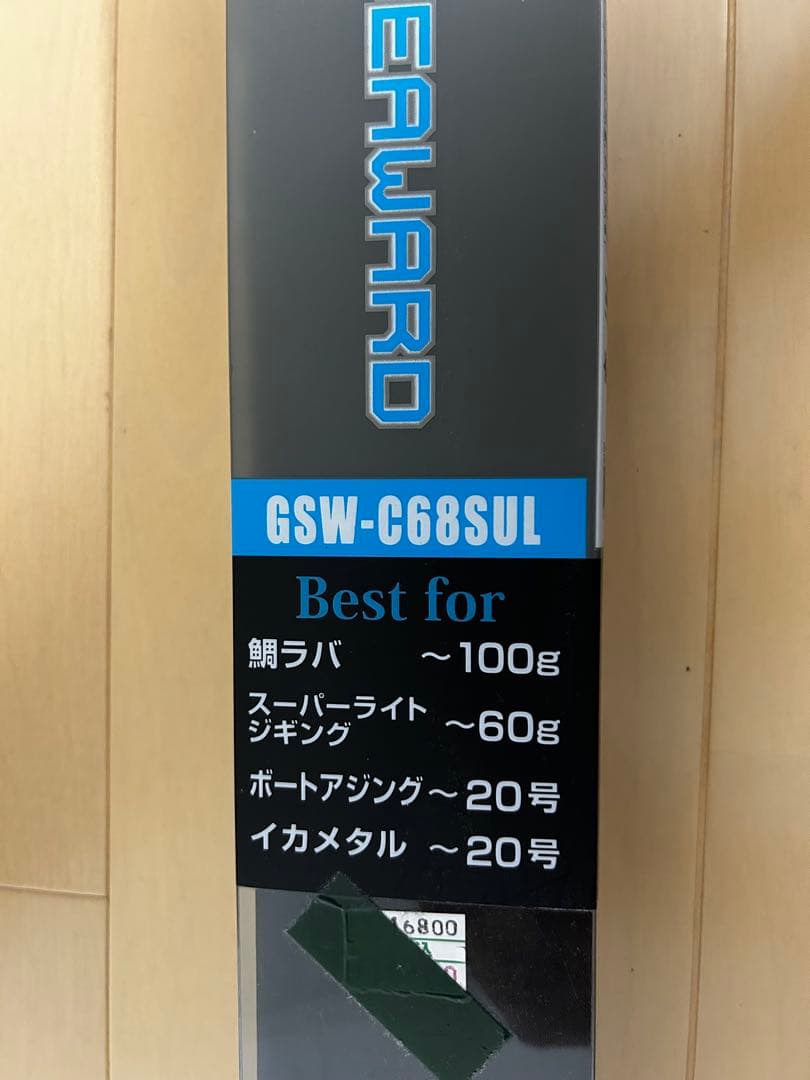 EAWARD
GSW-C68SUL
Best for
鯛ラバ ～100g
スーパーライト
ジギング ～60g
ボートアジング～20号
イカメタル ～20号
6800